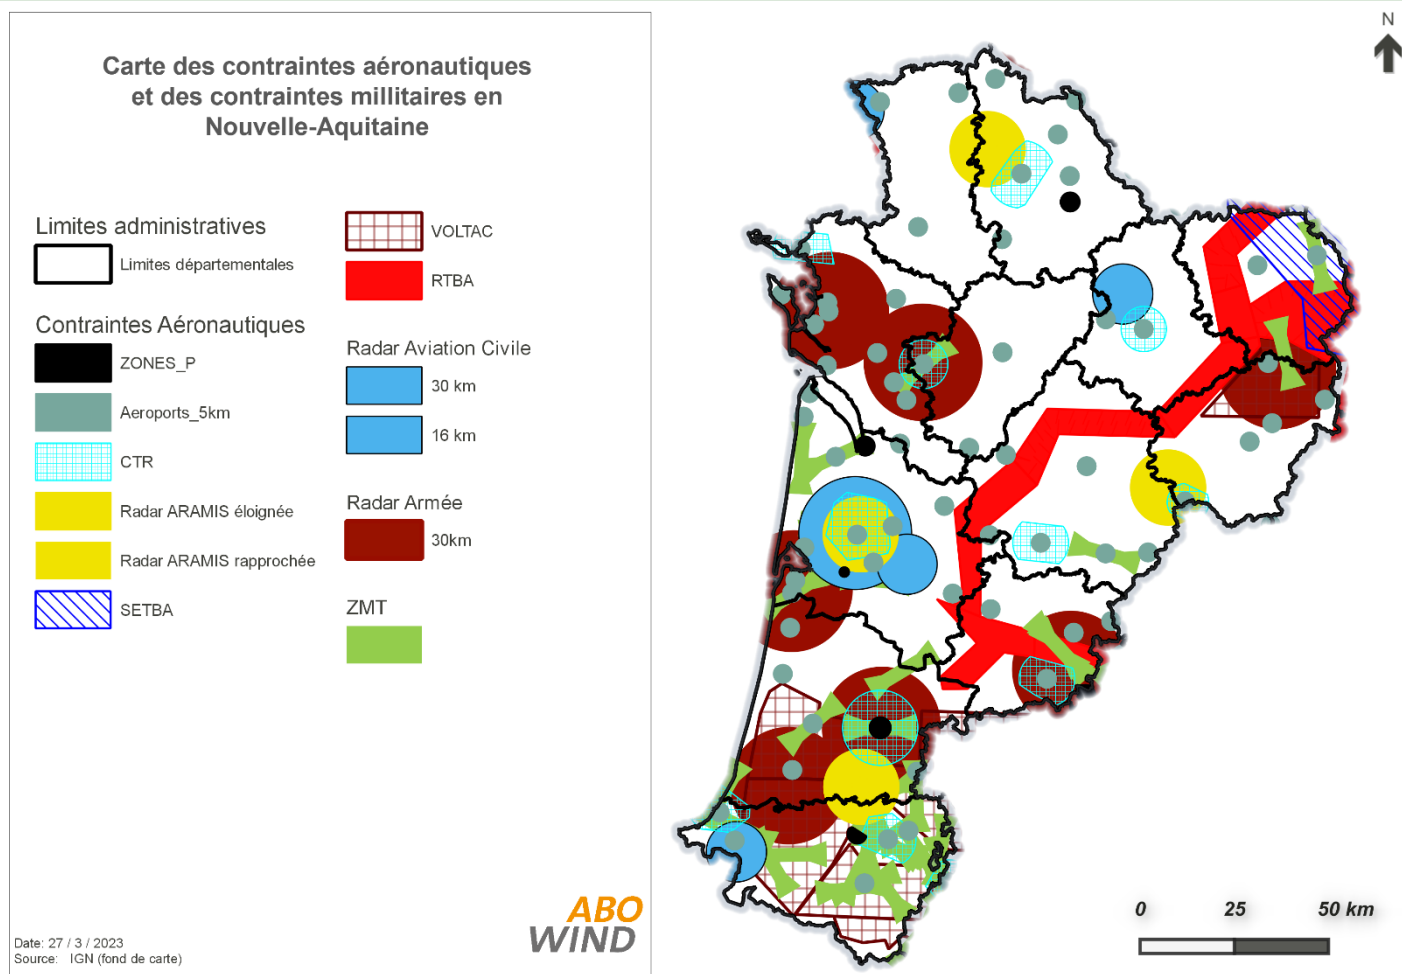 Carte des contraintes aéronautiques
et des contraintes millitaires en
Nouvelle-Aquitaine
Limites administratives
Limites départementales
Contraintes Aéronautiques
ZONES_P
Aeroports_5km
CTR
Radar ARAMIS éloignée
Radar ARAMIS rapprochée
SETBA
VOLTAC
RTBA
Radar Aviation Civile
30 km
16 km
Radar Armée
30km
ZMT
ABO
WIND
Date: 27 / 3 / 2023
Source: IGN (fond de carte)
N
0 25 50 km